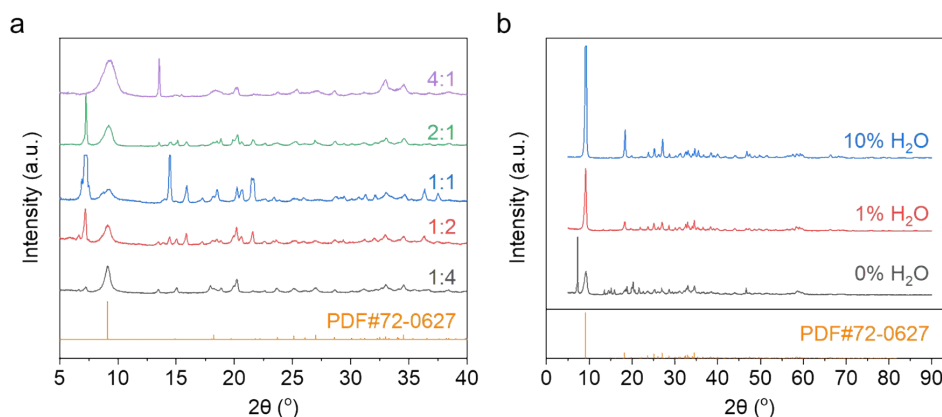 a
4:1
2:1
1:1
1:2
1:4
PDF#72-0627
Intensity (a.u.)
5 10 15 20 25 30 35 40
2θ (°)
b
10% H₂O
1% H₂O
0% H₂O
PDF#72-0627
Intensity (a.u.)
0 10 20 30 40 50 60 70 80 90
2θ (°)